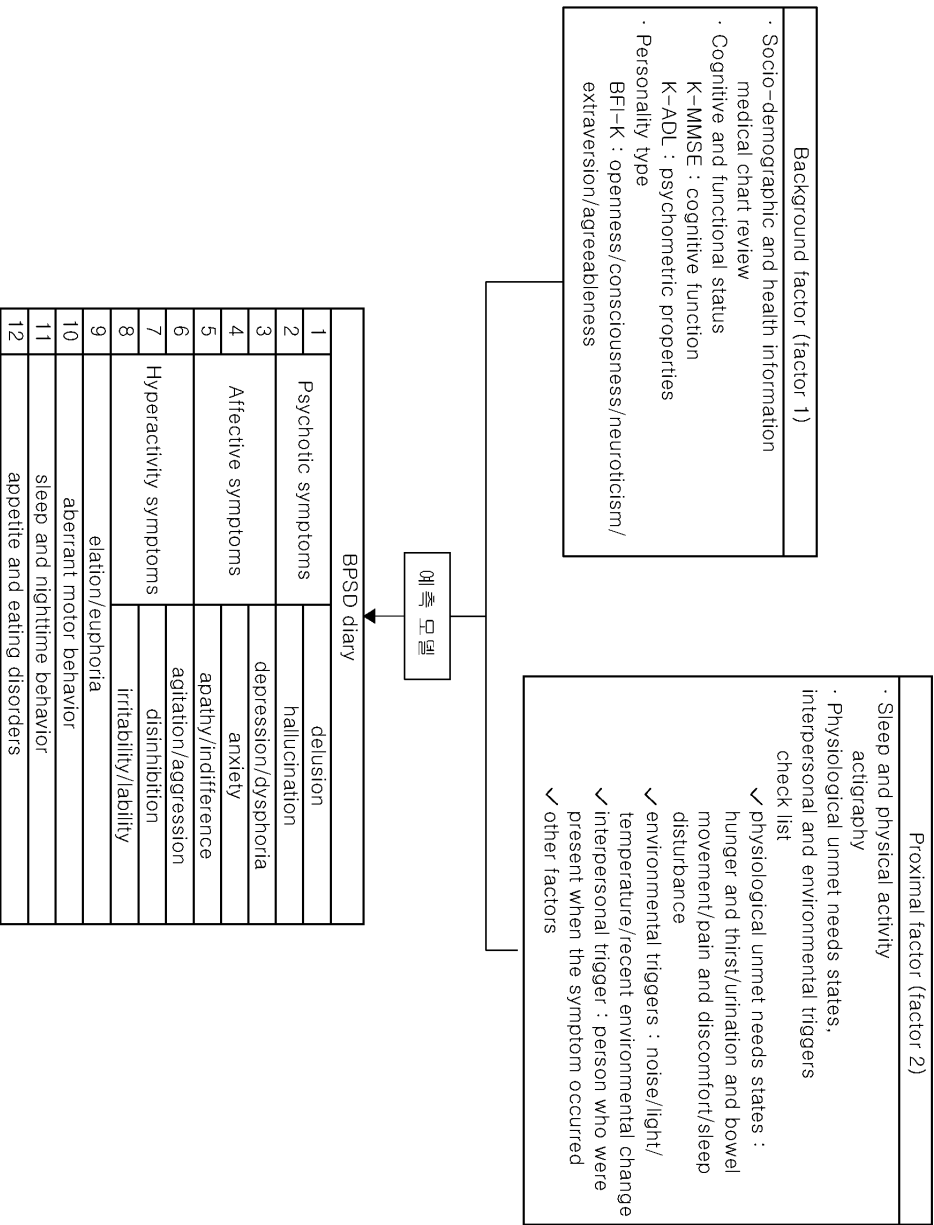 Background factor (factor 1)
· Socio-demographic and health information
medical chart review
· Cognitive and functional status
K-MMSE : cognitive function
K-ADL : psychometric properties
· Personality type
BFI-K : openness/consciousness/neuroticism/
extraversion/agreeableness
Proximal factor (factor 2)
· Sleep and physical activity
actigraphy
· Physiological unmet needs states,
interpersonal and environmental triggers
check list
✓ physiological unmet needs states :
hunger and thirst/urination and bowel
movement/pain and discomfort/sleep
disturbance
✓ environmental triggers : noise/light/
temperature/recent environmental change
✓ interpersonal trigger : person who were
present when the symptom occurred
✓ other factors
예측 모델
BPSD diary
1 Psychotic symptoms delusion
2 hallucination
3 Affective symptoms depression/dysphoria
4 anxiety
5 apathy/indifference
6 Hyperactivity symptoms agitation/aggression
7 disinhibition
8 irritability/lability
9 elation/euphoria
10 aberrant motor behavior
11 sleep and nighttime behavior
12 appetite and eating disorders